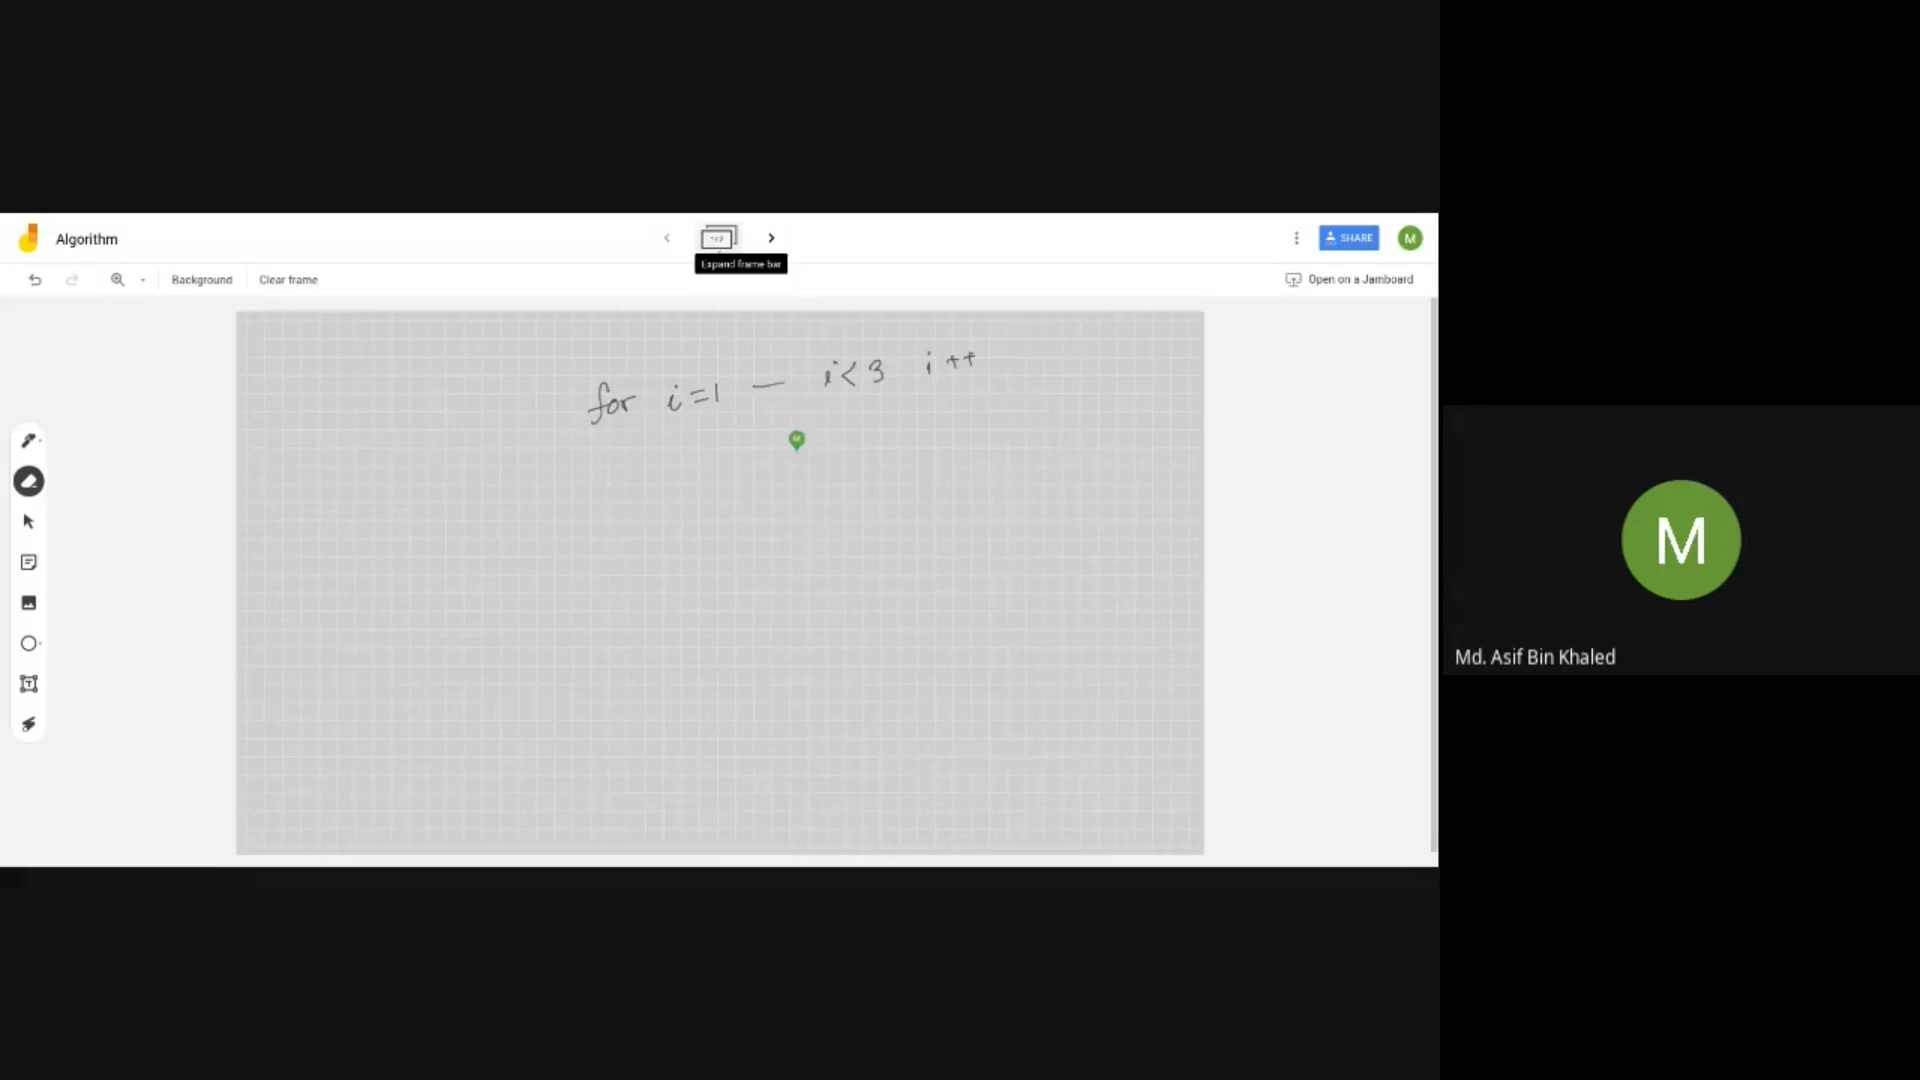 Algorithm
SHARE
M
Expand frame bar
Background
Clear frame
Open on a Jamboard
for i=1 — i<3 i++
M
M
Md. Asif Bin Khaled